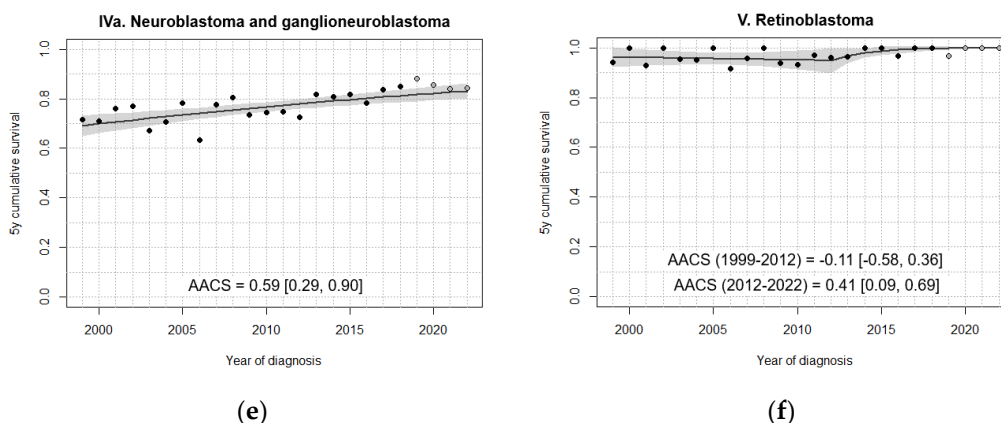 IVa. Neuroblastoma and ganglioneuroblastoma
5y cumulative survival
1.0
0.8
0.6
0.4
0.2
0.0
AACS = 0.59 [0.29, 0.90]
2000 2005 2010 2015 2020
Year of diagnosis
(e)
V. Retinoblastoma
5y cumulative survival
1.0
0.8
0.6
0.4
0.2
0.0
AACS (1999-2012) = -0.11 [-0.58, 0.36]
AACS (2012-2022) = 0.41 [0.09, 0.69]
2000 2005 2010 2015 2020
Year of diagnosis
(f)